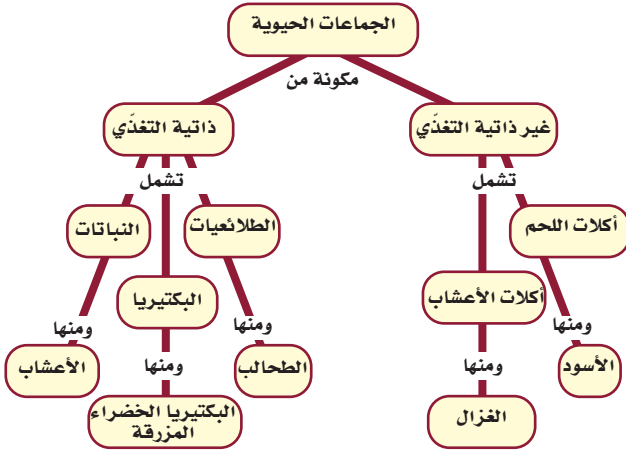 الجماعات الحيوية
مكونة من
غير ذاتية التغذّي
ذاتية التغذّي
تشمل
تشمل
أكلات اللحم
الطلائعيات
النباتات
أكلات الأعشاب
البكتيريا
ومنها
ومنها
ومنها
الأسود
ومنها
الطحالب
ومنها
الأعشاب
الغزال
البكتيريا الخضراء
المزرقة